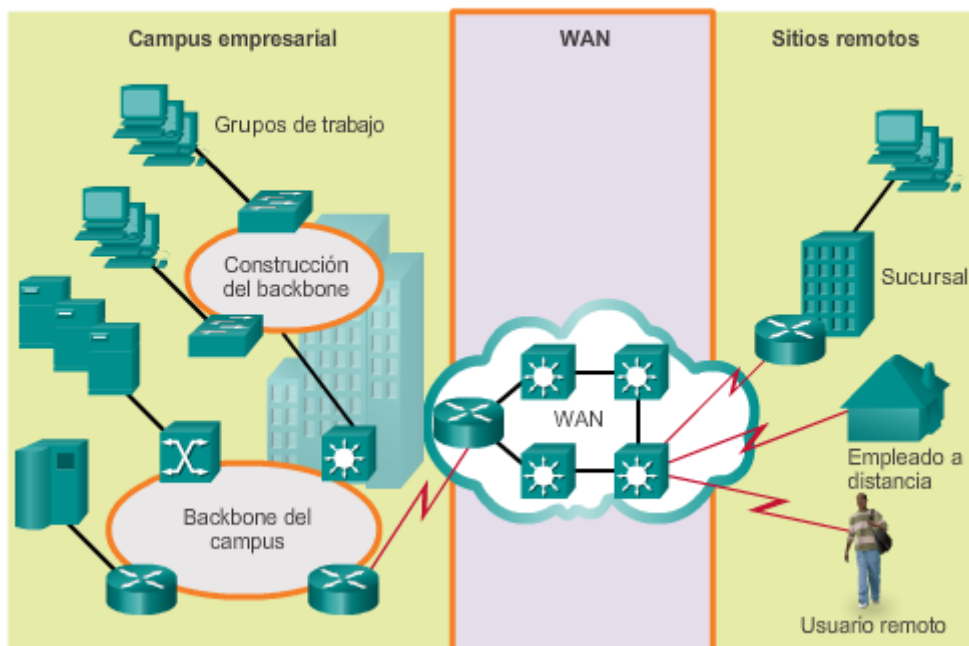 Campus empresarial
WAN
Sitios remotos
Grupos de trabajo
Construcción
del backbone
Sucursal
WAN
Empleado a
distancia
Backbone del
campus
Usuario remoto